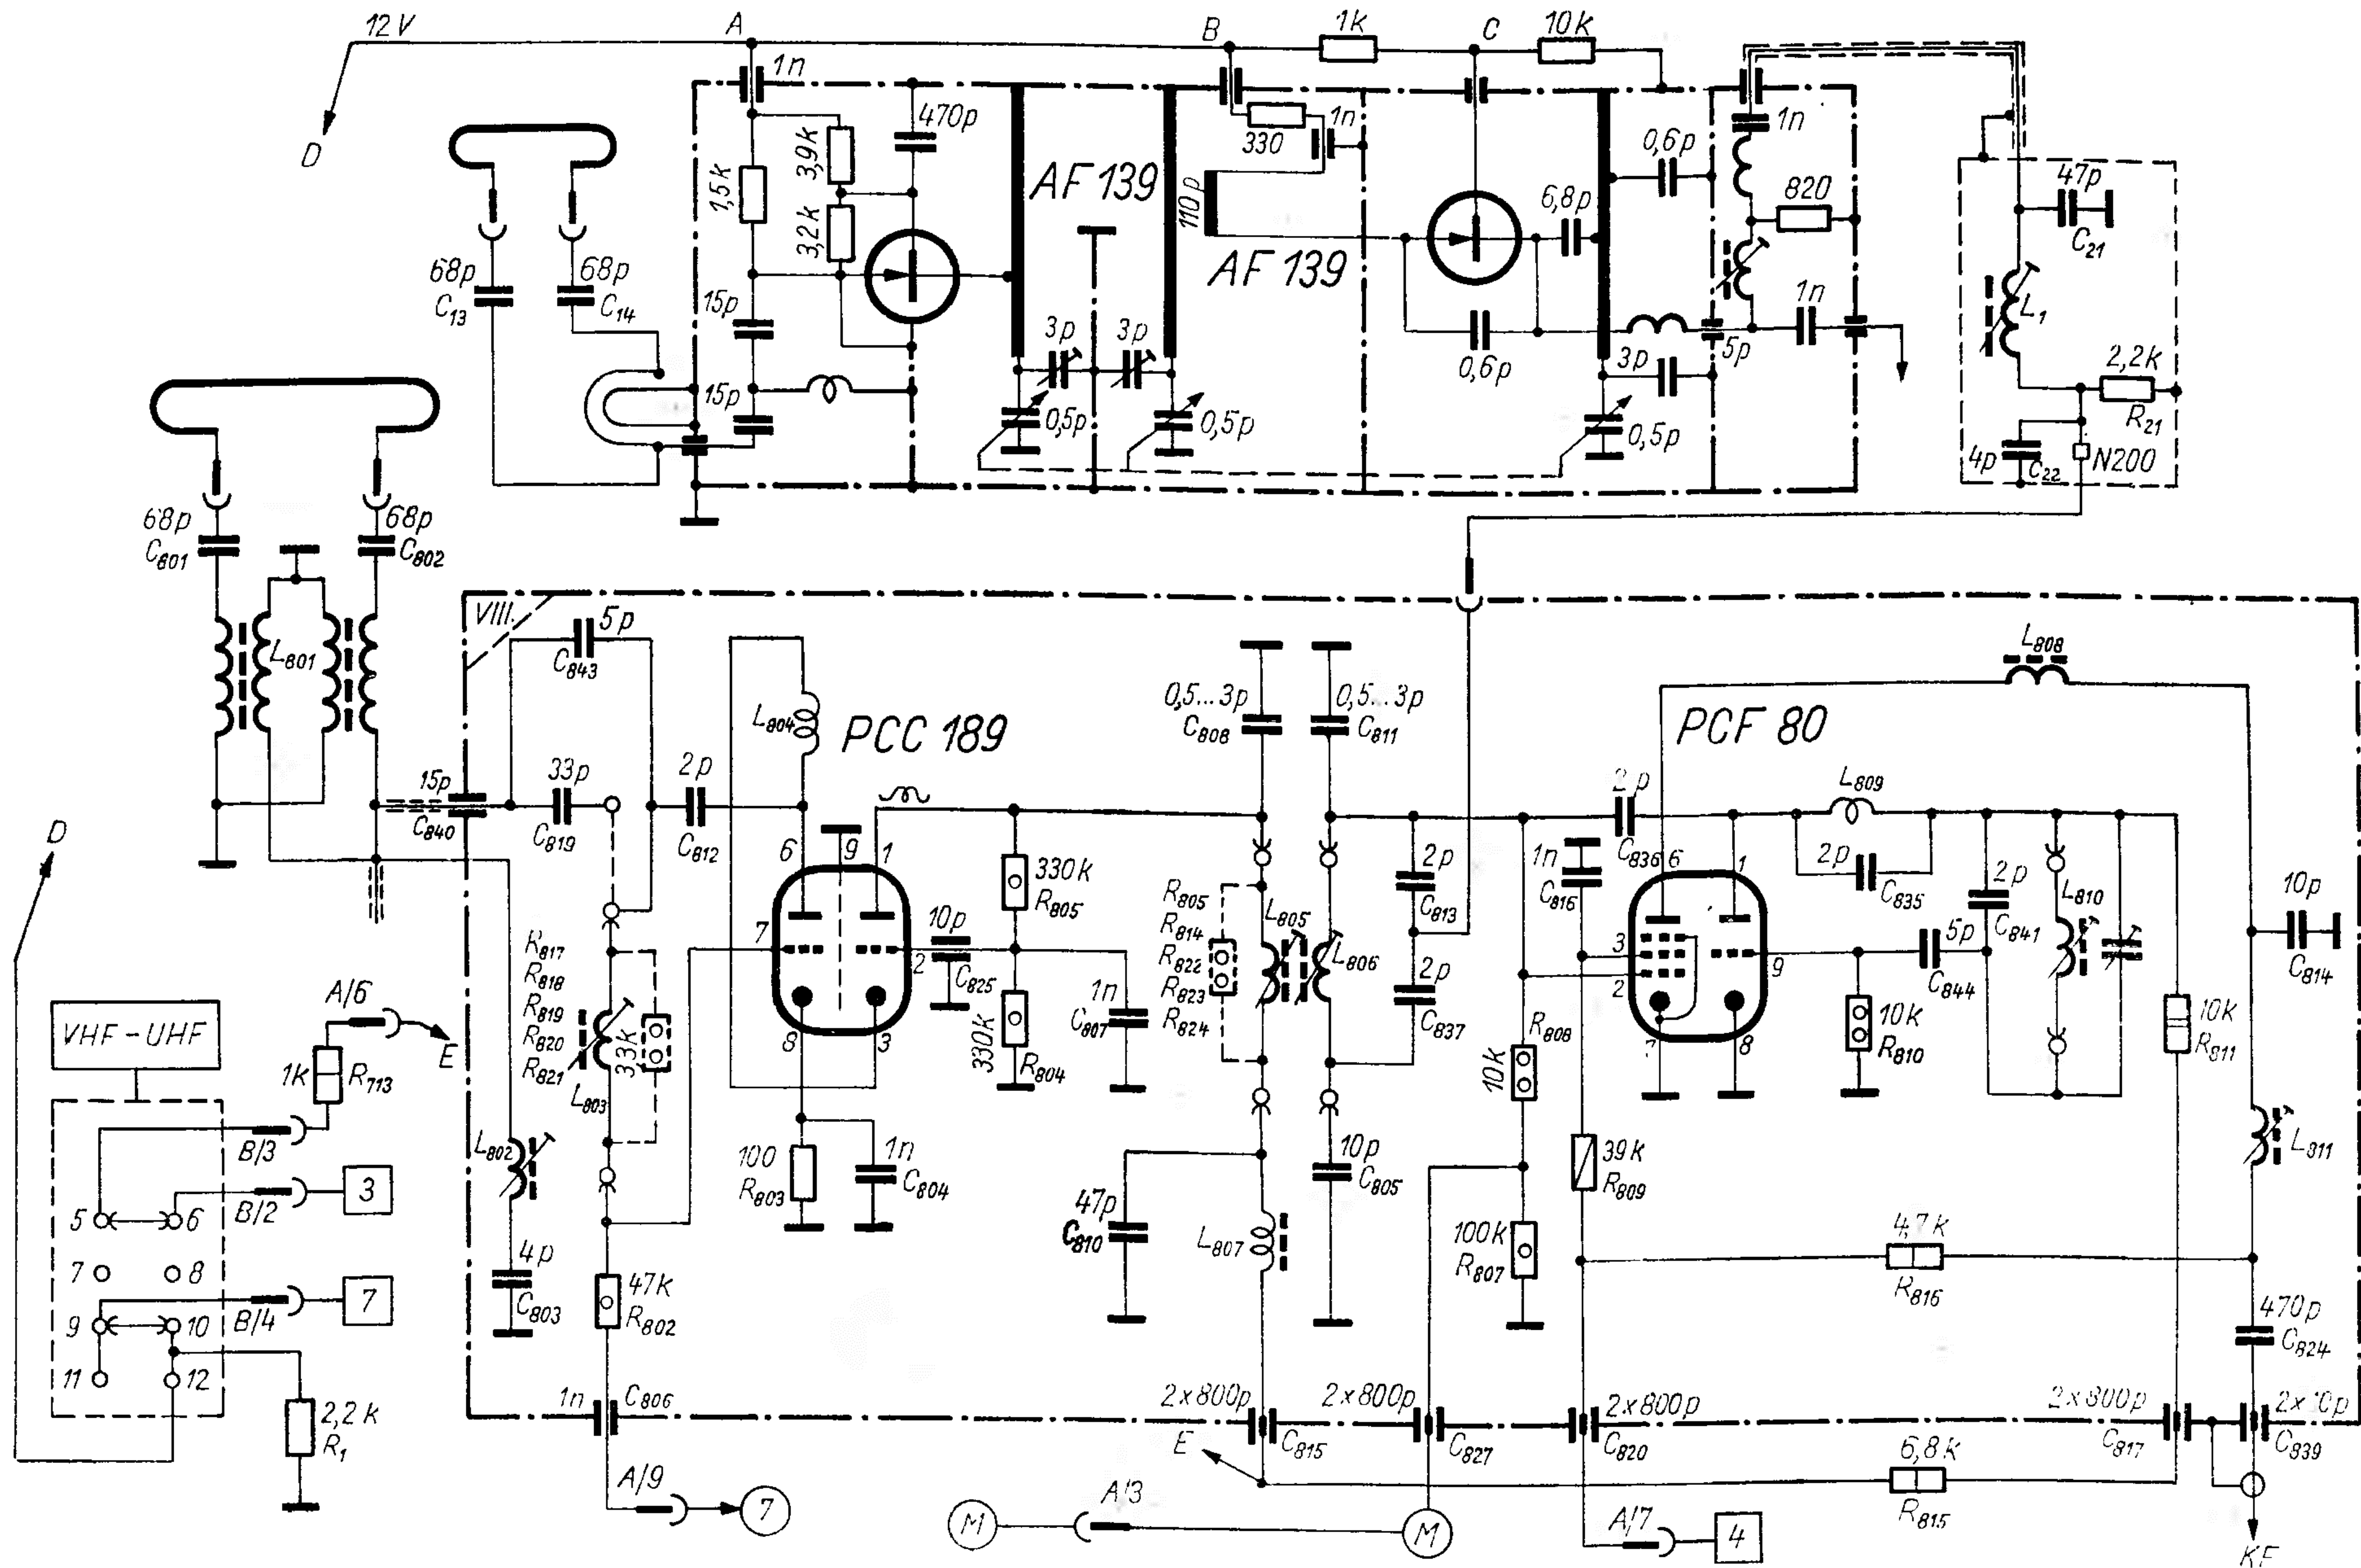 12V
A
B
1k
C
10k
D
1n
470p
3,9k
1,5k
3,2k
AF 139
330
1n
110p
AF 139
6,8p
0,6p
1n
820
47p
C21
68p
C13
68p
C14
15p
15p
3p
3p
0,5p
0,5p
0,6p
3p
5p
1n
0,5p
L1
2,2k
R21
4p
C22
N200
68p
C801
68p
C802
L801
VIII.
5p
C843
L804
PCC 189
0,5...3p
C808
0,5...3p
C811
PCF 80
L808
15p
C840
33p
C819
2p
C812
6
9
1
7
2
8
3
10p
C825
330k
R805
330k
R804
1n
C807
R805
R814
R822
R823
R824
L805
L806
2p
C813
2p
C837
2p
C836
1n
C816
6
1
3
2
9
8
L809
2p
C835
2p
C841
5p
C844
L810
10p
C814
10k
R810
10k
R811
D
VHF-UHF
A/6
E
1k
R713
B/3
B/2
3
5
6
7
8
B/4
7
9
10
11
12
2,2k
R1
R817
R818
R819
R820
R821
33k
L803
L802
4p
C803
100
R803
1n
C804
47k
R802
47p
C810
L807
10p
C805
R808
10k
100k
R807
39k
R809
4,7k
R816
L811
470p
C824
1n
C806
2x800p
C815
2x800p
C827
2x800p
C820
2x800p
C817
C839
E
6,8k
R815
A/9
7
M
A/3
M
A/7
4